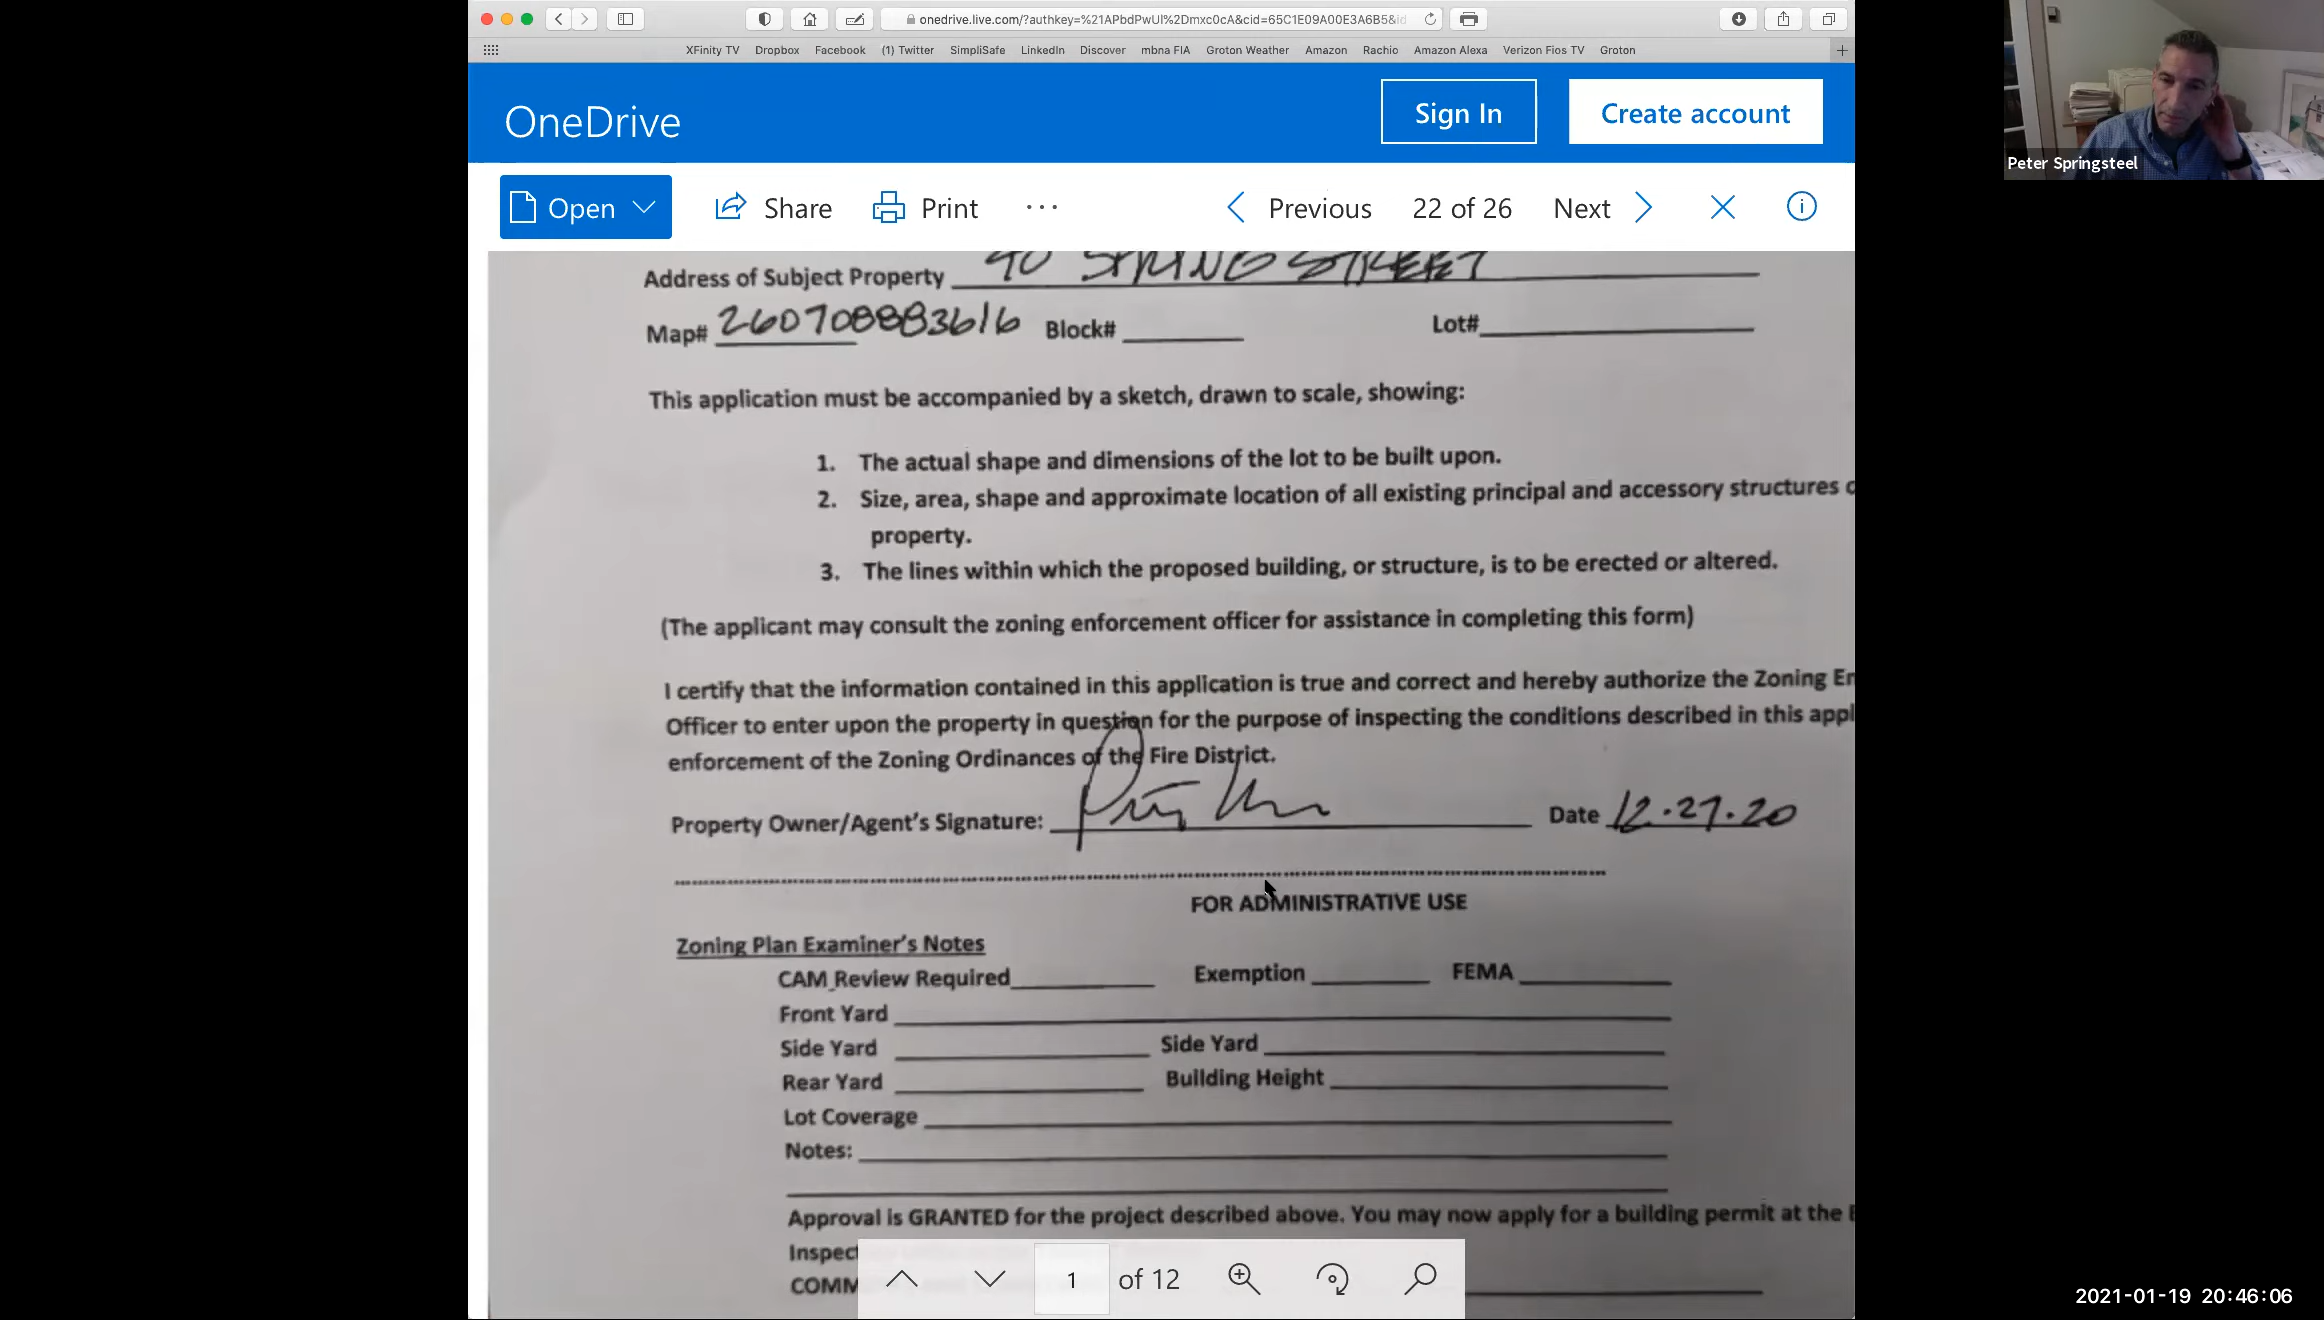 onedrive.live.com/?authkey=%21APbdPwUI%2Dmxc0cA&cid=65C1E09A00E3A6B5&id
XFinity TV Dropbox Facebook (1) Twitter SimpliSafe LinkedIn Discover mbna FIA Groton Weather Amazon Rachio Amazon Alexa Verizon Fios TV Groton
OneDrive
Sign In
Create account
Open Share Print ... Previous 22 of 26 Next
Peter Springsteel
Address of Subject Property 40 SPRING STREET
Map# 260708883616 Block# Lot#
This application must be accompanied by a sketch, drawn to scale, showing:
1. The actual shape and dimensions of the lot to be built upon.
2. Size, area, shape and approximate location of all existing principal and accessory structures
property.
3. The lines within which the proposed building, or structure, is to be erected or altered.
(The applicant may consult the zoning enforcement officer for assistance in completing this form)
I certify that the information contained in this application is true and correct and hereby authorize the Zoning En
Officer to enter upon the property in question for the purpose of inspecting the conditions described in this appl
enforcement of the Zoning Ordinances of the Fire District.
Property Owner/Agent's Signature: Date 12.27.20
FOR ADMINISTRATIVE USE
Zoning Plan Examiner's Notes
CAM Review Required Exemption FEMA
Front Yard
Side Yard Side Yard
Rear Yard Building Height
Lot Coverage
Notes:
Approval is GRANTED for the project described above. You may now apply for a building permit at the B
Inspect
COMM
1 of 12
2021-01-19 20:46:06